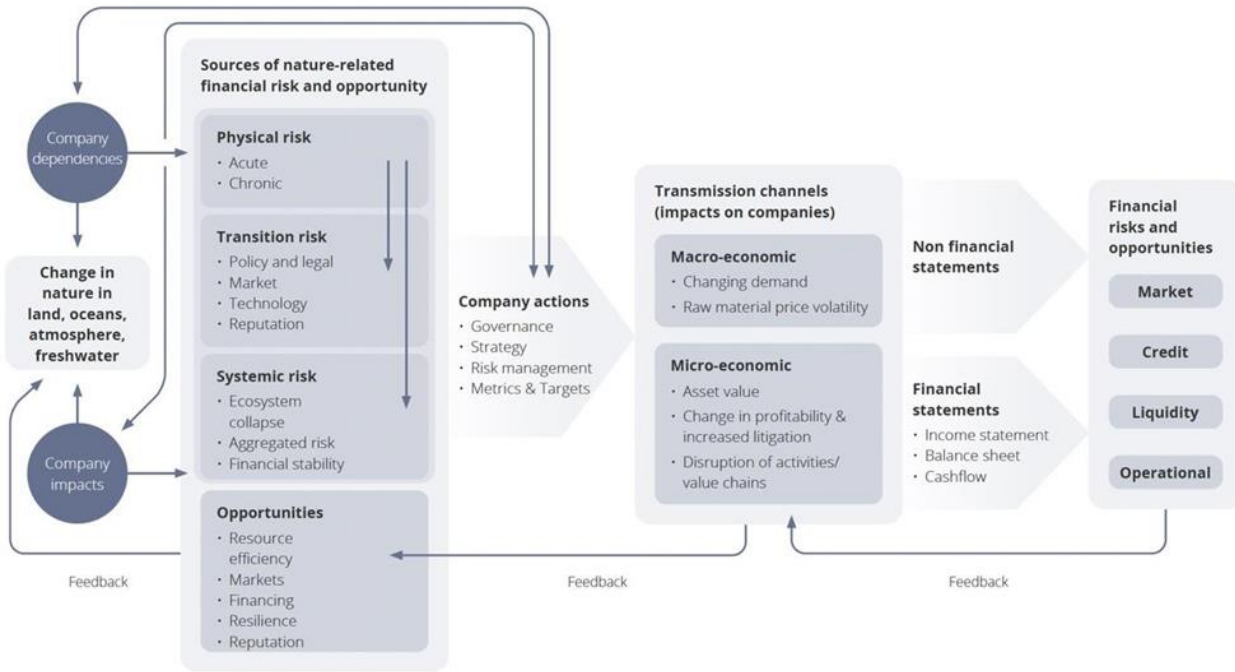 Sources of nature-related
financial risk and opportunity
Company
dependencies
Physical risk
• Acute
• Chronic
Transition risk
• Policy and legal
• Market
• Technology
• Reputation
Change in
nature in
land, oceans,
atmosphere,
freshwater
Systemic risk
• Ecosystem
collapse
• Aggregated risk
• Financial stability
Company
impacts
Opportunities
• Resource
efficiency
• Markets
• Financing
• Resilience
• Reputation
Feedback
Company actions
• Governance
• Strategy
• Risk management
• Metrics & Targets
Feedback
Transmission channels
(impacts on companies)
Macro-economic
• Changing demand
• Raw material price volatility
Micro-economic
• Asset value
• Change in profitability &
increased litigation
• Disruption of activities/
value chains
Non financial
statements
Financial
statements
• Income statement
• Balance sheet
• Cashflow
Feedback
Financial
risks and
opportunities
Market
Credit
Liquidity
Operational